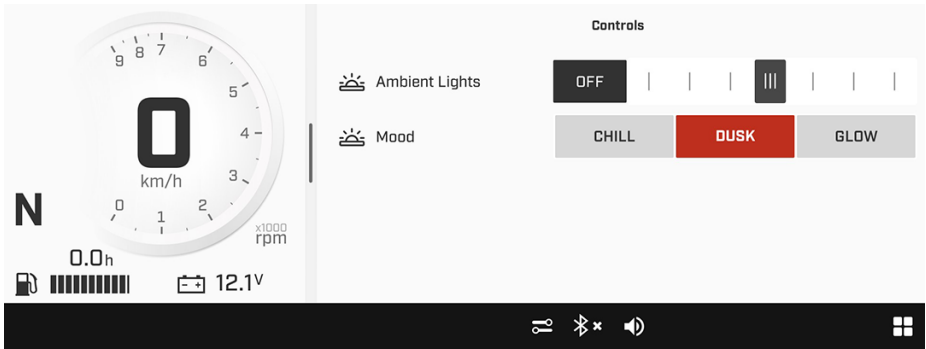 Controls
9 8 7 6
5
4
3
2
1
0
0
km/h
x1000
rpm
N
0.0h
12.1V
Ambient Lights
OFF
Mood
CHILL
DUSK
GLOW